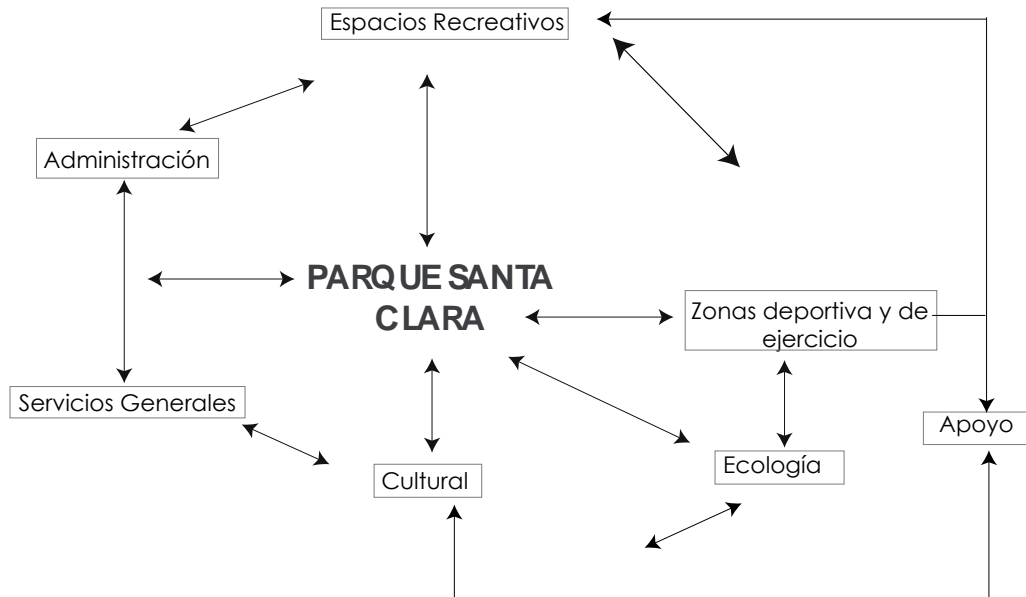 Espacios Recreativos
Administración
PARQUE SANTA
CLARA
Zonas deportiva y de
ejercicio
Servicios Generales
Apoyo
Ecología
Cultural